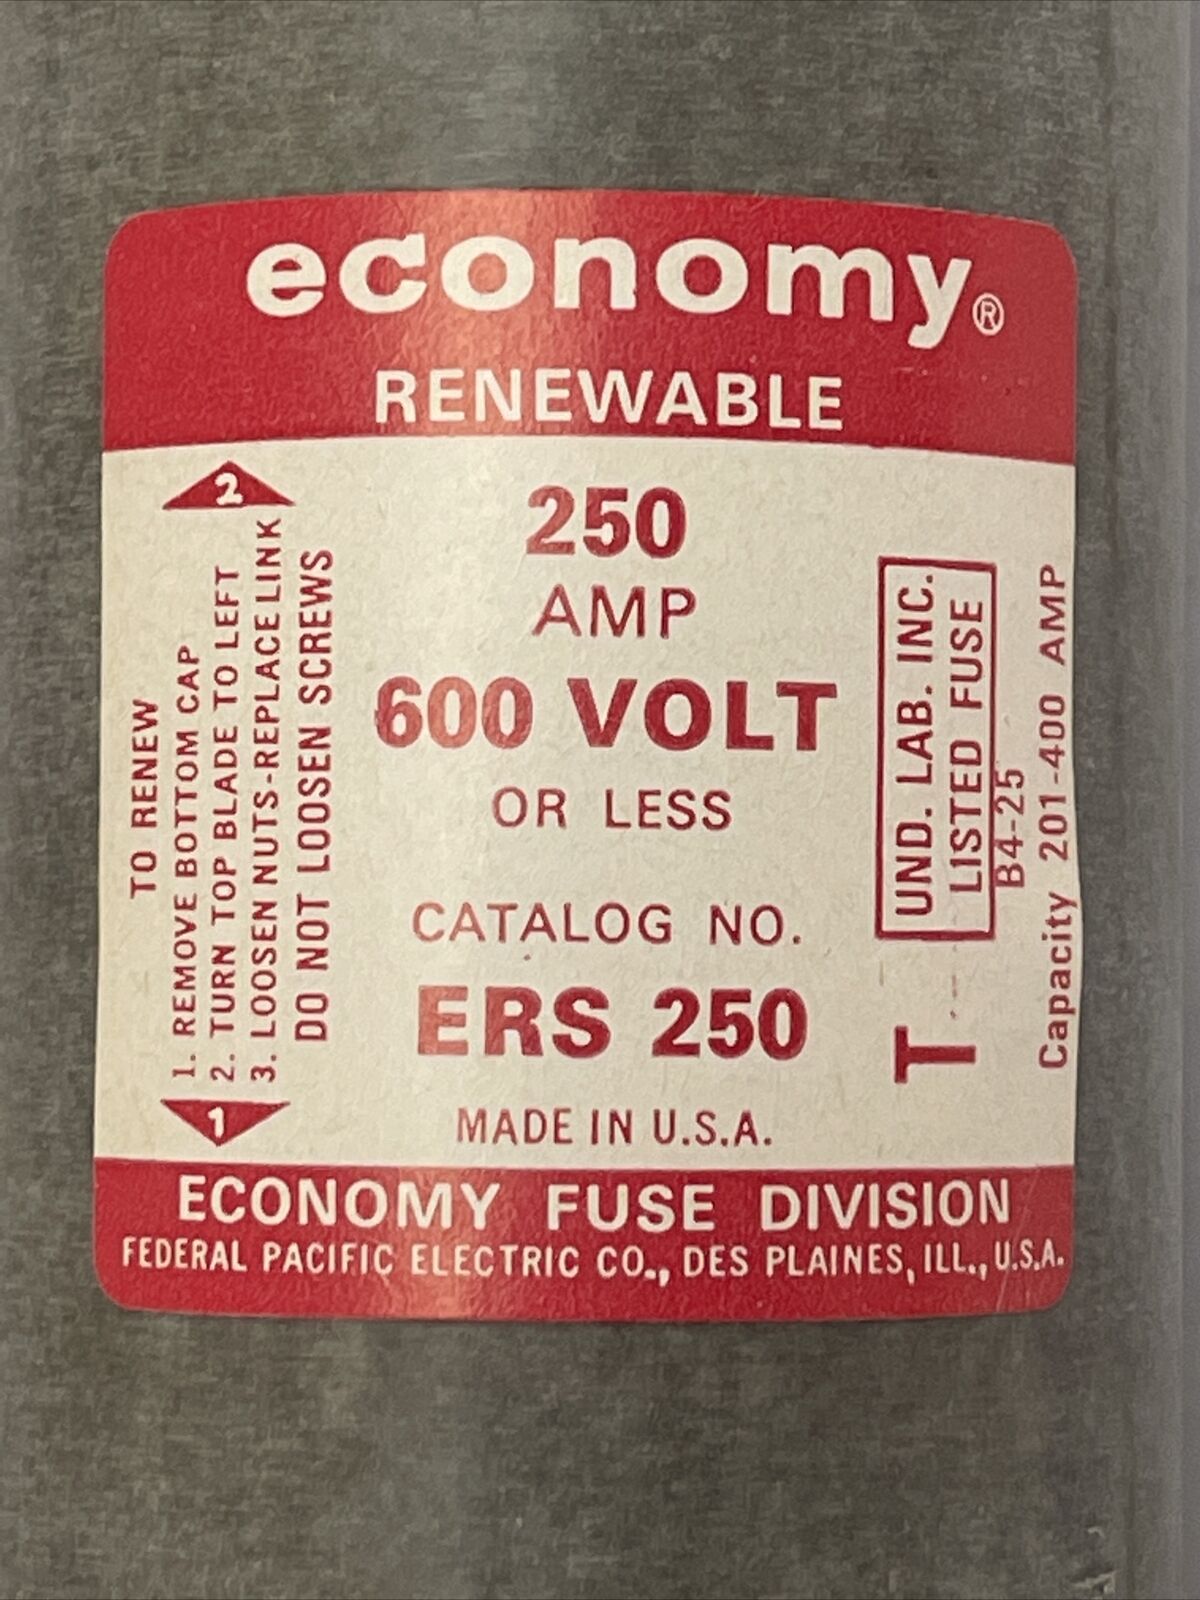 economy®
RENEWABLE
2
TO RENEW
1. REMOVE BOTTOM CAP
2. TURN TOP BLADE TO LEFT
3. LOOSEN NUTS-REPLACE LINK
DO NOT LOOSEN SCREWS
1
250
AMP
600 VOLT
OR LESS
CATALOG NO.
ERS 250
MADE IN U.S.A.
UND. LAB. INC.
LISTED FUSE
T
B4-25
Capacity 201-400 AMP
ECONOMY FUSE DIVISION
FEDERAL PACIFIC ELECTRIC CO., DES PLAINES, ILL., U.S.A.